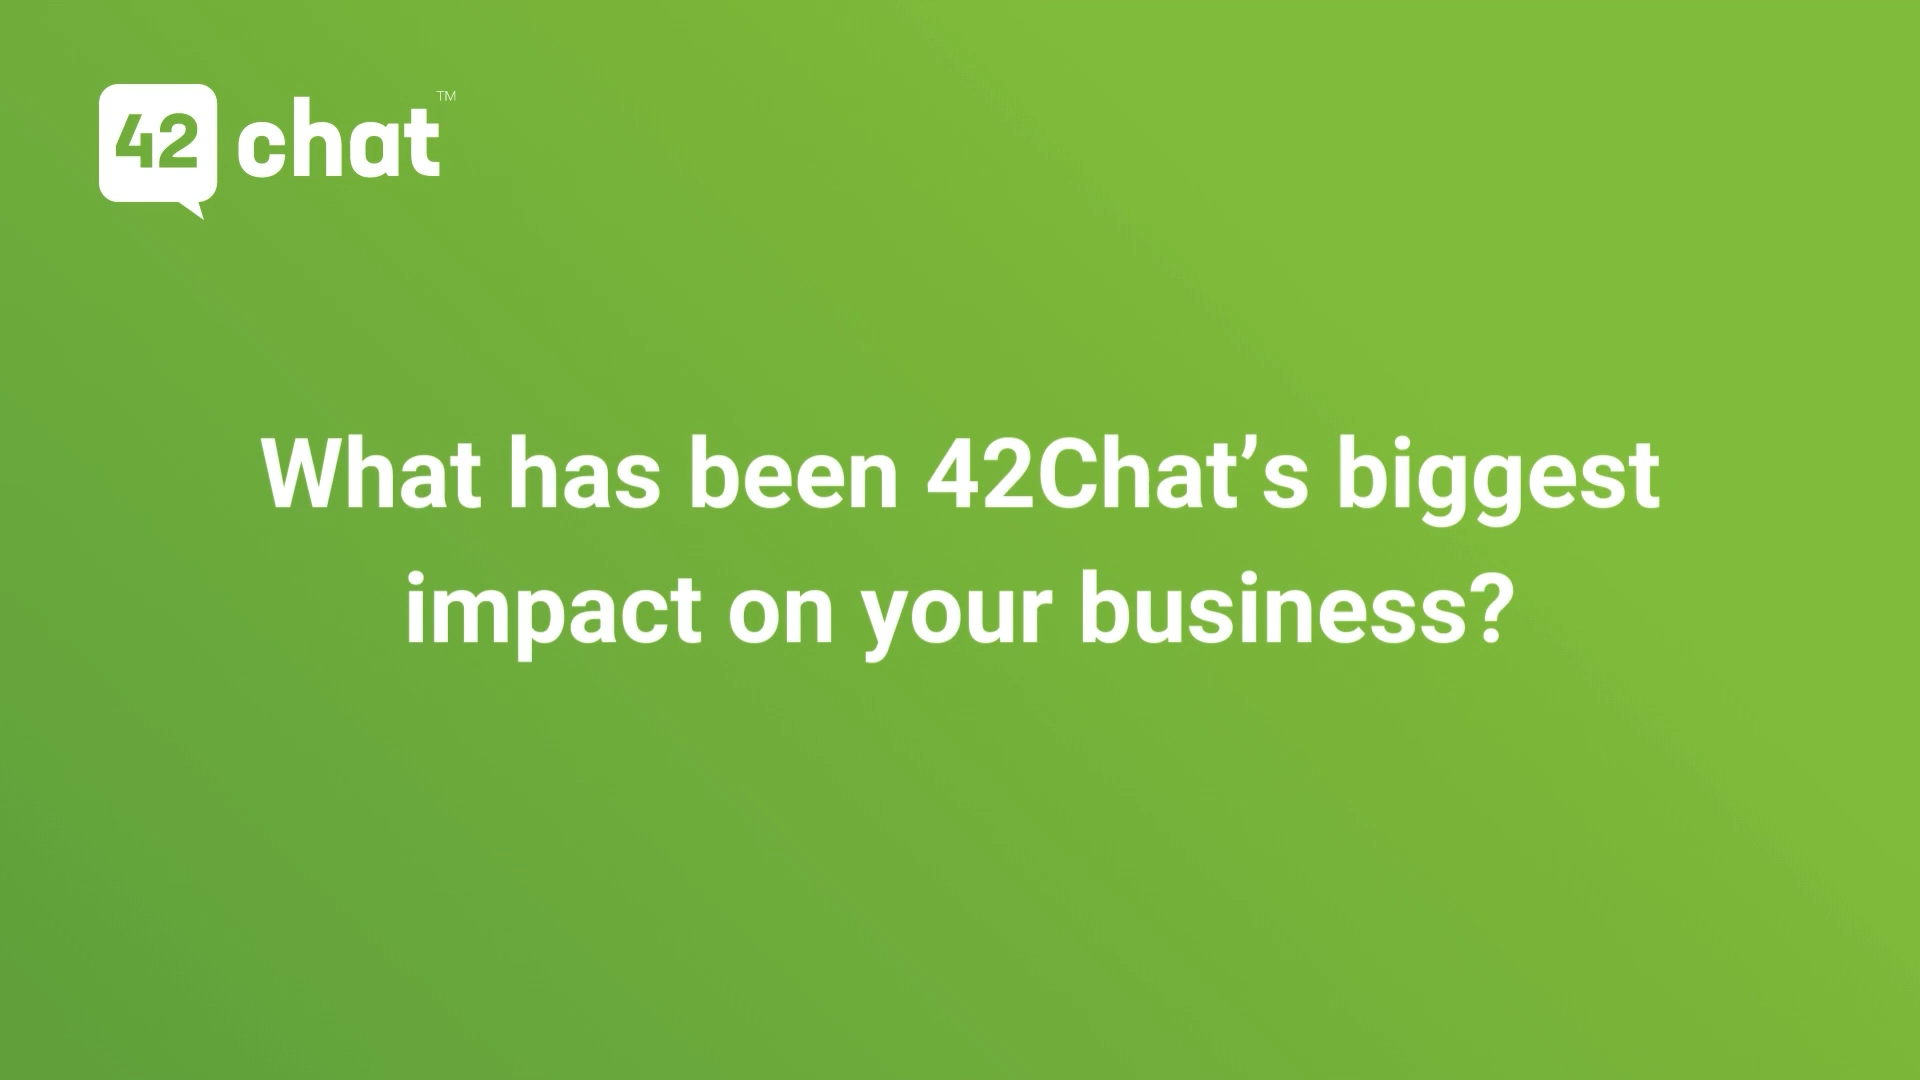 42 chat™
What has been 42Chat’s biggest
impact on your business?